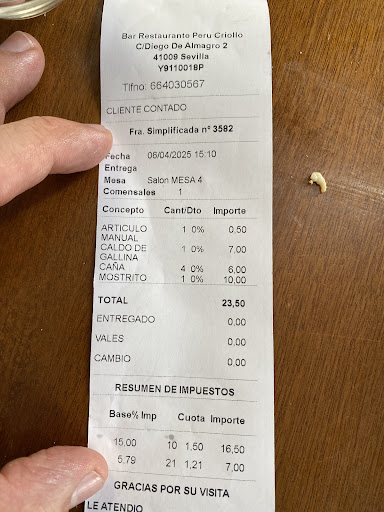 Bar Restaurante Peru Criollo
C/Diego De Almagro 2
41009 Sevilla
Y9110018P
Tlfno: 664030567
CLIENTE CONTADO
Fra. Simplificada nº 3582
Fecha 06/04/2025 15:10
Entrega
Mesa Salon MESA 4
Comensales 1
Concepto Cant/Dto Importe
ARTICULO 1 0% 0,50
MANUAL
CALDO DE 1 0% 7,00
GALLINA
CAÑA 4 0% 6,00
MOSTRITO 1 0% 10,00
TOTAL 23,50
ENTREGADO 0,00
VALES 0,00
CAMBIO 0,00
RESUMEN DE IMPUESTOS
Base% Imp Cuota Importe
15,00 10 1,50 16,50
5,79 21 1,21 7,00
GRACIAS POR SU VISITA
LE ATENDIO